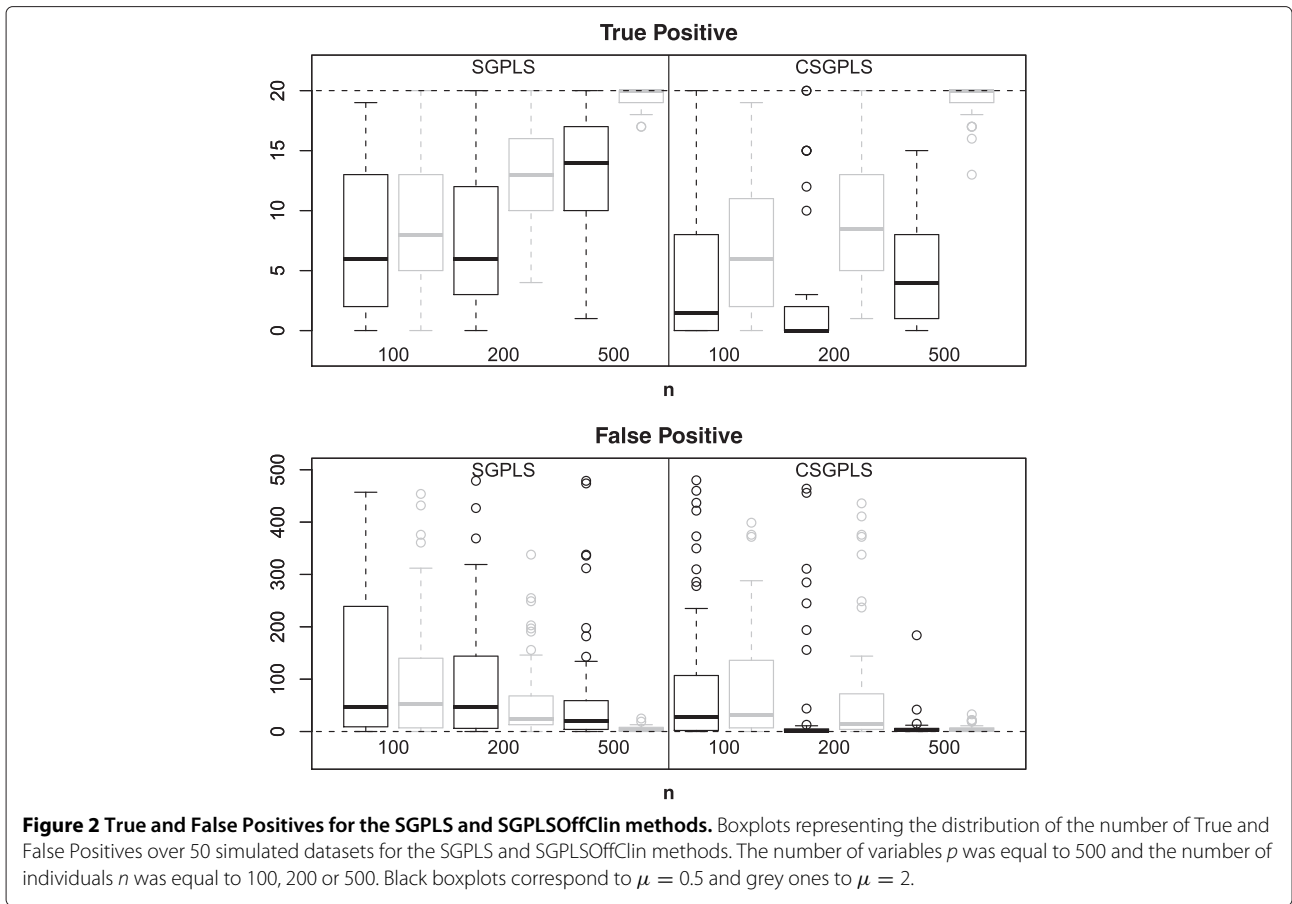 True Positive
SGPLS CSGPLS
20
15
10
5
0
100 200 500 100 200 500
n
False Positive
SGPLS CSGPLS
500
400
300
200
100
0
100 200 500 100 200 500
n
Figure 2 True and False Positives for the SGPLS and SGPLSOffClin methods. Boxplots representing the distribution of the number of True and
False Positives over 50 simulated datasets for the SGPLS and SGPLSOffClin methods. The number of variables p was equal to 500 and the number of
individuals n was equal to 100, 200 or 500. Black boxplots correspond to μ = 0.5 and grey ones to μ = 2.